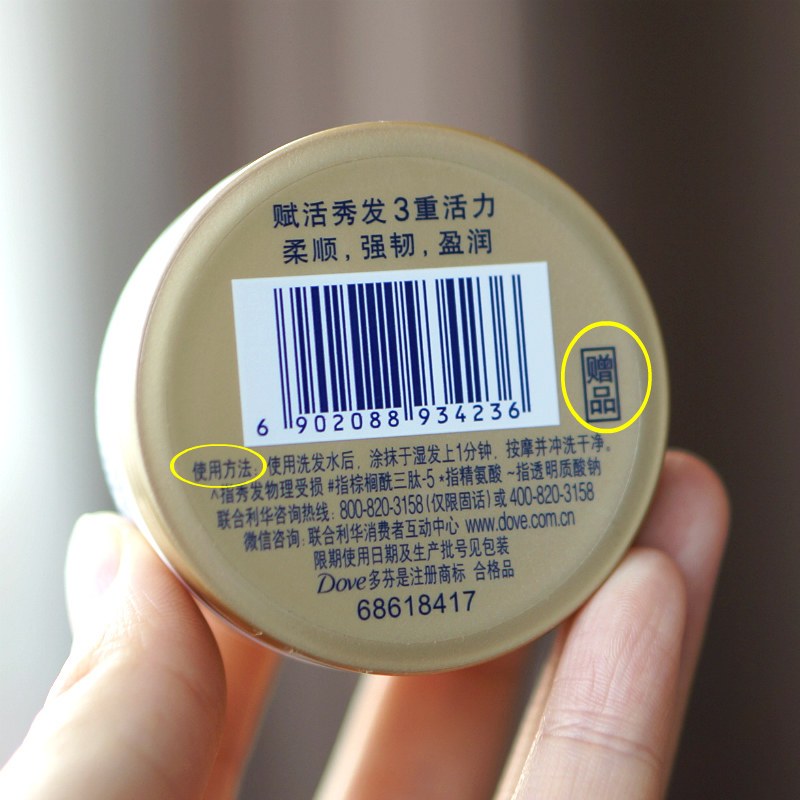 赋活秀发3重活力
柔顺,强韧,盈润
6 902088 934236
赠品
使用方法:使用洗发水后,涂抹于湿发上1分钟,按摩并冲洗干净。
^指秀发物理受损 #指棕榈酰三肽-5 *指精氨酸 ~指透明质酸钠
联合利华咨询热线: 800-820-3158(仅限固话)或 400-820-3158
微信咨询: 联合利华消费者互动中心 www.dove.com.cn
限期使用日期及生产批号见包装
Dove多芬是注册商标 合格品
68618417